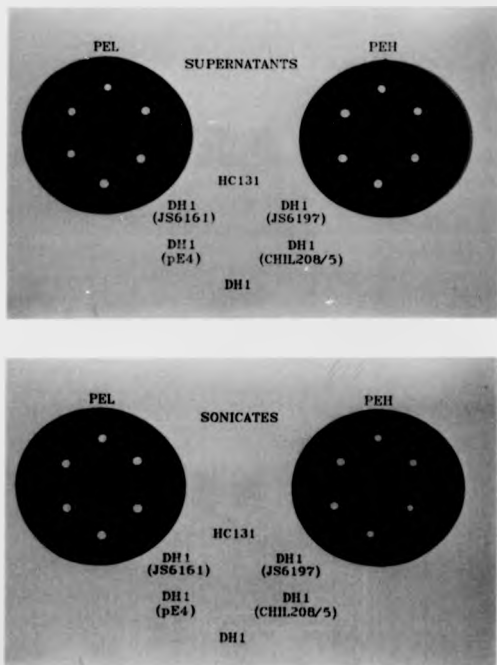 PEL PEH
SUPERNATANTS
HC131
DH1 DH1
(JS6161) (JS6197)
DH1 DH1
(pE4) (CHIL208/5)
DH1
PEL PEH
SONICATES
HC131
DH1 DH1
(JS6161) (JS6197)
DH1 DH1
(pE4) (CHIL208/5)
DH1